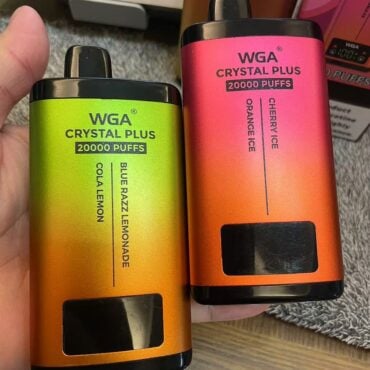 WGA®
CRYSTAL PLUS
20000 PUFFS
BLUE RAZZ LEMONADE
COLA LEMON
WGA®
CRYSTAL PLUS
20000 PUFFS
CHERRY ICE
ORANGE ICE
WGA
PUFFS